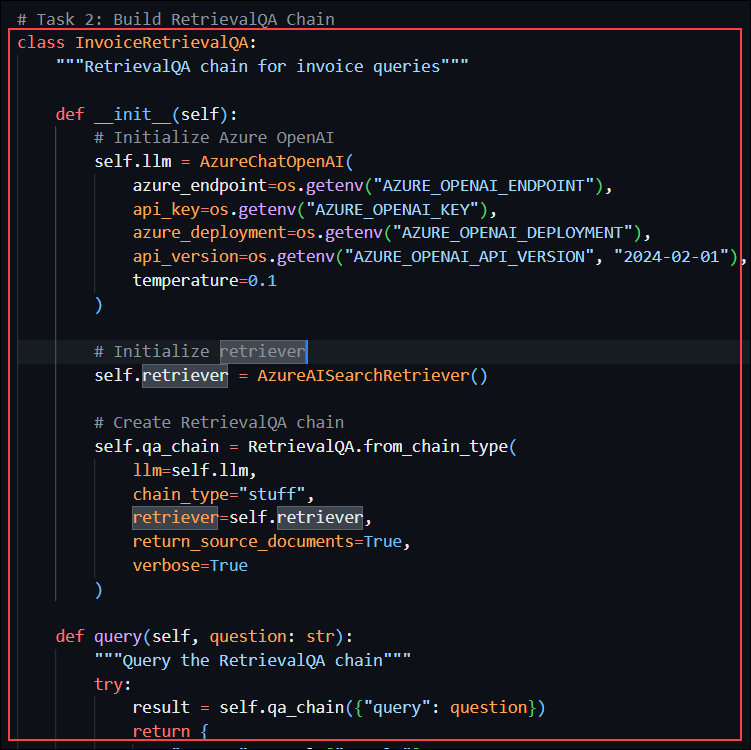 # Task 2: Build RetrievalQA Chain
class InvoiceRetrievalQA:
    """RetrievalQA chain for invoice queries"""
    def __init__(self):
        # Initialize Azure OpenAI
        self.llm = AzureChatOpenAI(
            azure_endpoint=os.getenv("AZURE_OPENAI_ENDPOINT"),
            api_key=os.getenv("AZURE_OPENAI_KEY"),
            azure_deployment=os.getenv("AZURE_OPENAI_DEPLOYMENT"),
            api_version=os.getenv("AZURE_OPENAI_API_VERSION", "2024-02-01"),
            temperature=0.1
        )
        # Initialize retriever
        self.retriever = AzureAISearchRetriever()
        # Create RetrievalQA chain
        self.qa_chain = RetrievalQA.from_chain_type(
            llm=self.llm,
            chain_type="stuff",
            retriever=self.retriever,
            return_source_documents=True,
            verbose=True
        )
    def query(self, question: str):
        """Query the RetrievalQA chain"""
        try:
            result = self.qa_chain({"query": question})
            return {